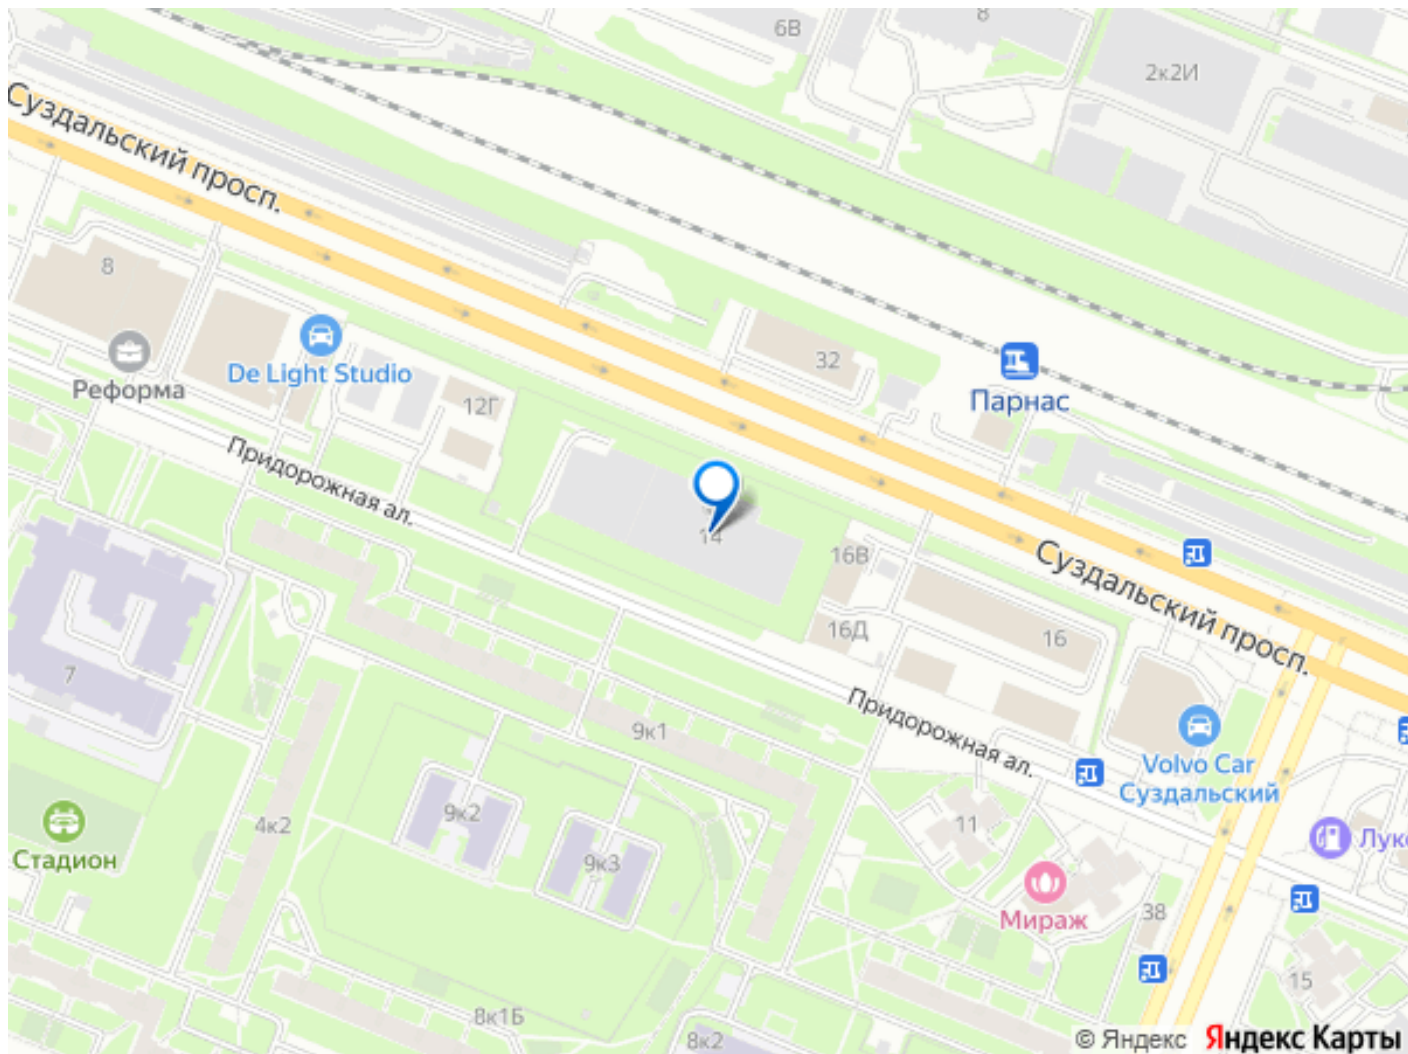 6В
8
2к2И
Суздальский просп.
8
De Light Studio
Реформа
12Г
32
Парнас
Придорожная ал.
14
16В
Суздальский просп.
16Д
16
7
9к1
Придорожная ал.
Volvo Car
Суздальский
9к2
4к2
11
Стадион
9к3
Мираж
38
15
8к1Б
8к2
© Яндекс Яндекс Карты